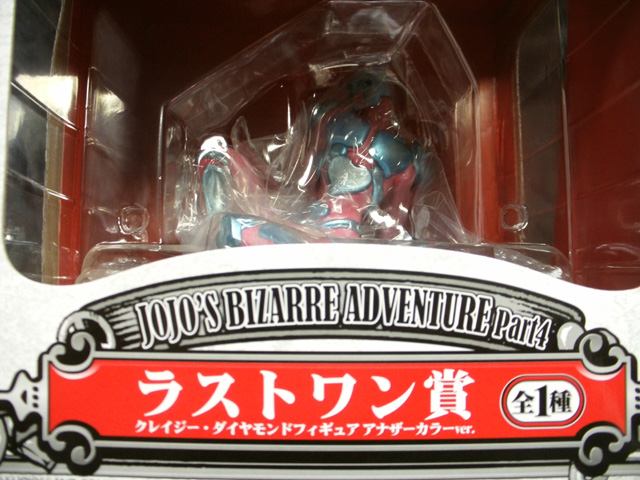 JOJO'S BIZARRE ADVENTURE Part4
ラストワン賞
クレイジー・ダイヤモンドフィギュア アナザーカラーver.
全1種